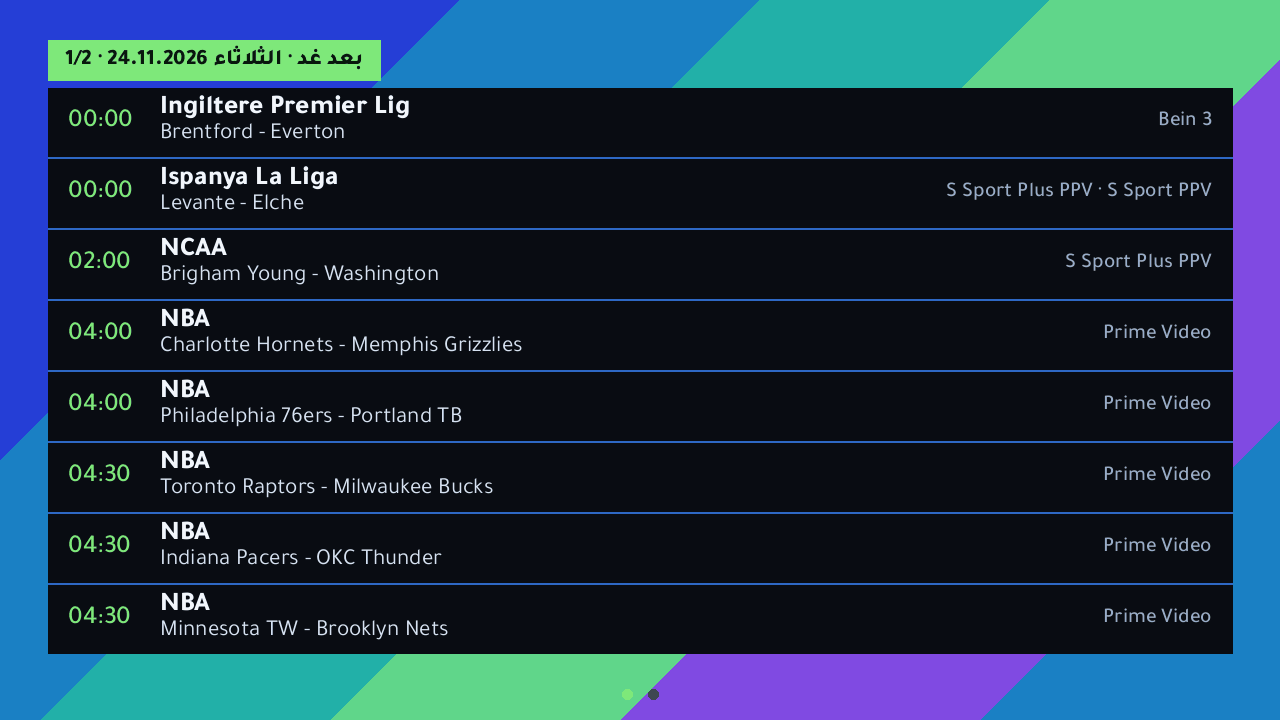 بعد غد · الثلاثاء 24.11.2026 · 1/2
00:00 Ingiltere Premier Lig Bein 3
Brentford - Everton
00:00 Ispanya La Liga S Sport Plus PPV · S Sport PPV
Levante - Elche
02:00 NCAA S Sport Plus PPV
Brigham Young - Washington
04:00 NBA Prime Video
Charlotte Hornets - Memphis Grizzlies
04:00 NBA Prime Video
Philadelphia 76ers - Portland TB
04:30 NBA Prime Video
Toronto Raptors - Milwaukee Bucks
04:30 NBA Prime Video
Indiana Pacers - OKC Thunder
04:30 NBA Prime Video
Minnesota TW - Brooklyn Nets